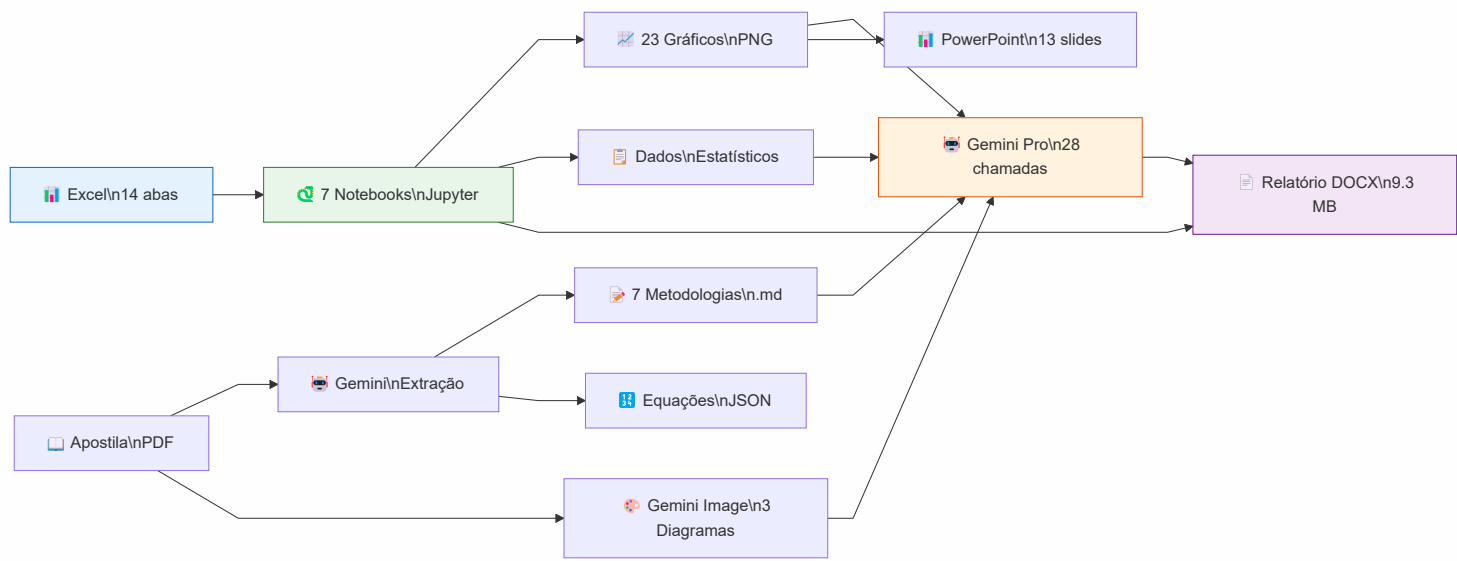 23 Gráficos\nPNG
PowerPoint\n13 slides
Dados\nEstatísticos
Gemini Pro\n28
chamadas
Excel\n14 abas
7 Notebooks\nJupyter
Relatório DOCX\n9.3
MB
7 Metodologias\n.md
Gemini\nExtração
Equações\nJSON
Apostila\nPDF
Gemini Image\n3
Diagramas